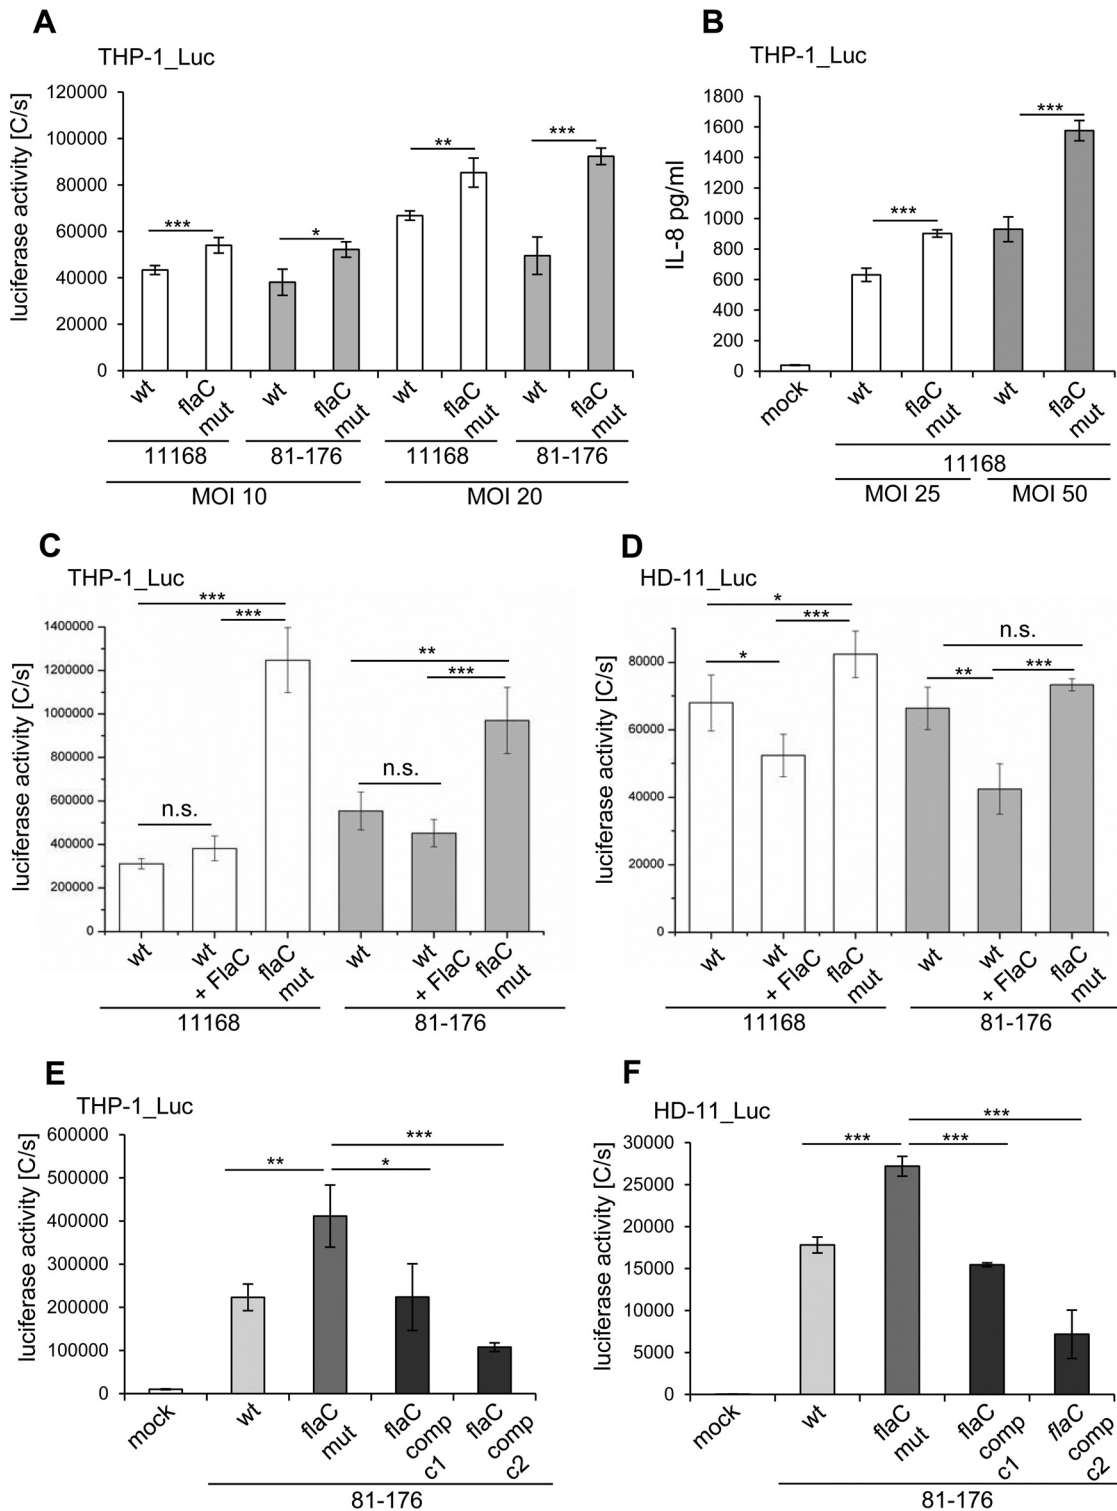 A
THP-1_Luc
luciferase activity [C/s]
120000
100000
80000
60000
40000
20000
0
***
*
**
***
wt
flaC
mut
wt
flaC
mut
wt
flaC
mut
wt
flaC
mut
11168
81-176
11168
81-176
MOI 10
MOI 20
B
THP-1_Luc
IL-8 pg/ml
1800
1600
1400
1200
1000
800
600
400
200
0
***
***
mock
wt
flaC
mut
wt
flaC
mut
11168
MOI 25
MOI 50
C
THP-1_Luc
luciferase activity [C/s]
1400000
1200000
1000000
800000
600000
400000
200000
0
***
***
n.s.
**
***
n.s.
wt
wt
+ FlaC
flaC
mut
wt
wt
+ FlaC
flaC
mut
11168
81-176
D
HD-11_Luc
luciferase activity [C/s]
80000
60000
40000
20000
0
*
***
*
n.s.
**
***
wt
wt
+ FlaC
flaC
mut
wt
wt
+ FlaC
flaC
mut
11168
81-176
E
THP-1_Luc
luciferase activity [C/s]
600000
500000
400000
300000
200000
100000
0
***
**
*
mock
wt
flaC
mut
flaC
comp
c1
flaC
comp
c2
81-176
F
HD-11_Luc
luciferase activity [C/s]
30000
25000
20000
15000
10000
5000
0
***
***
***
mock
wt
flaC
mut
flaC
comp
c1
flaC
comp
c2
81-176